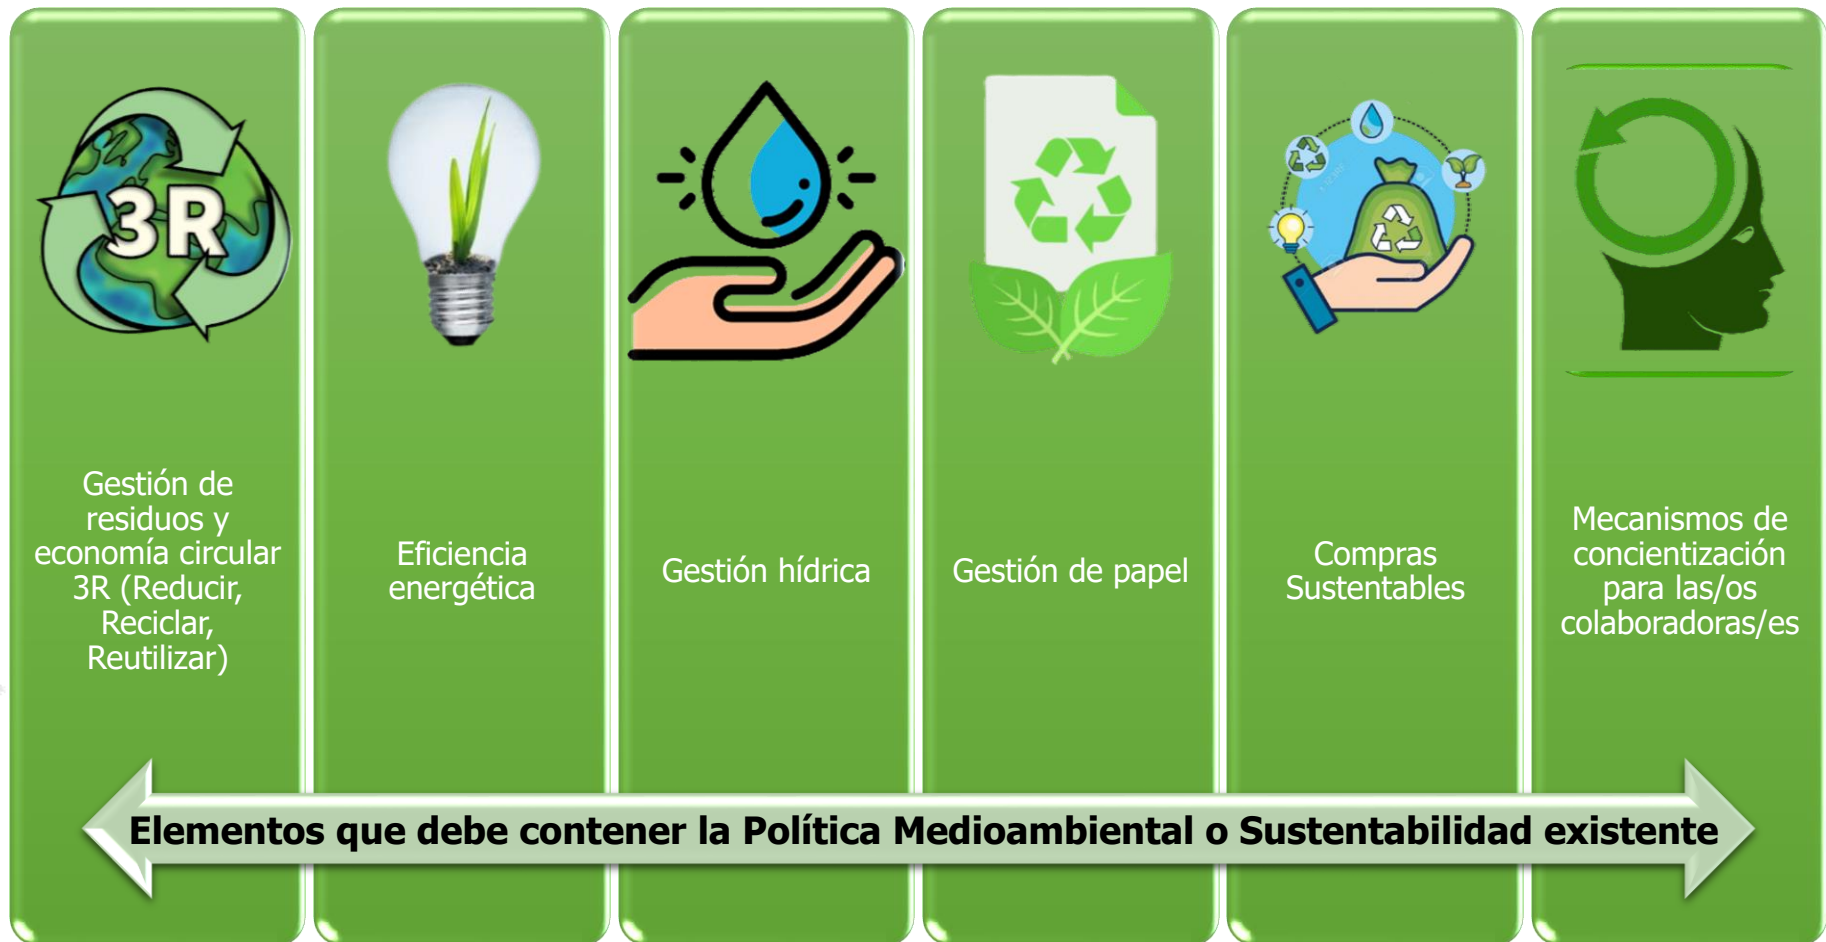 3R
Gestión de
residuos y
economía circular
3R (Reducir,
Reciclar,
Reutilizar)
Eficiencia
energética
Gestión hídrica
Gestión de papel
Compras
Sustentables
Mecanismos de
concientización
para las/os
colaboradoras/es
Elementos que debe contener la Política Medioambiental o Sustentabilidad existente